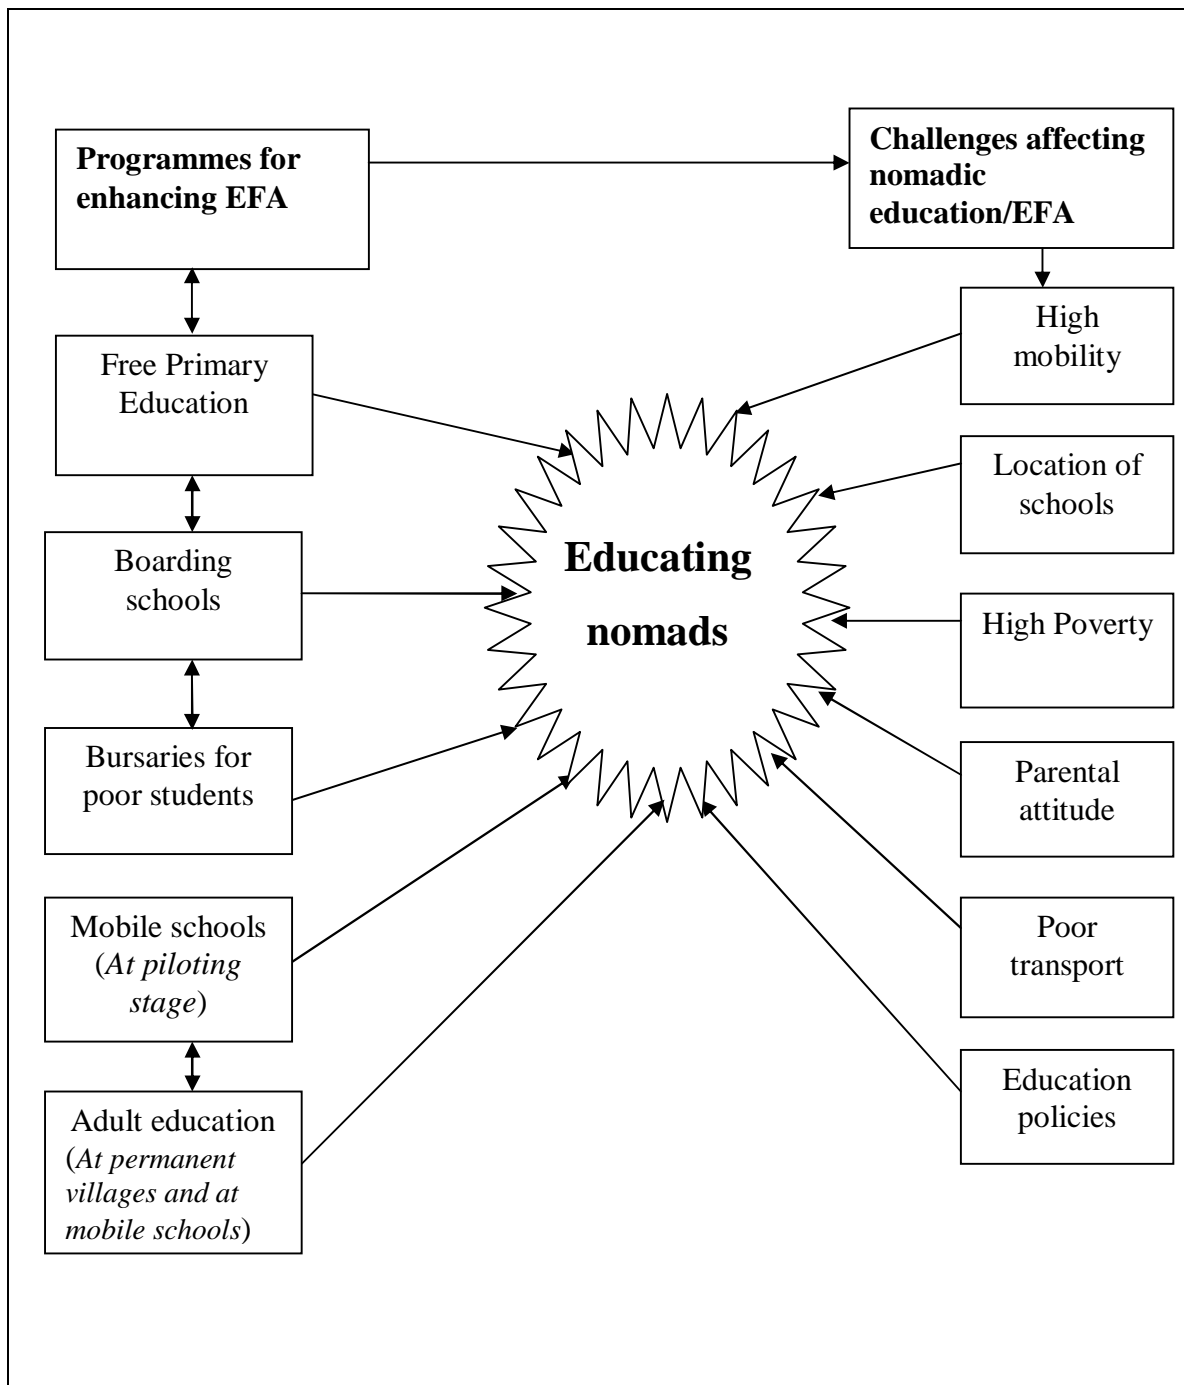 Programmes for
enhancing EFA
Challenges affecting
nomadic
education/EFA
Free Primary
Education
Boarding
schools
Bursaries for
poor students
Mobile schools
(At piloting
stage)
Adult education
(At permanent
villages and at
mobile schools)
Educating
nomads
High
mobility
Location of
schools
High Poverty
Parental
attitude
Poor
transport
Education
policies